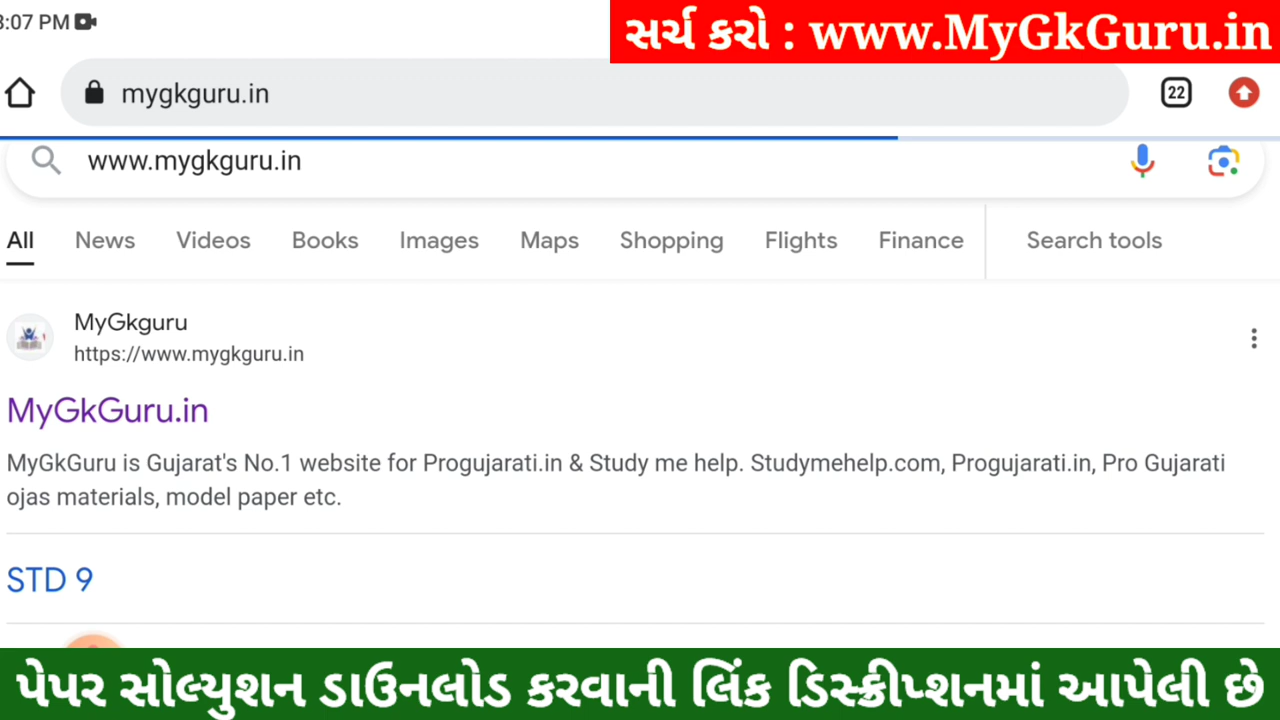 3:07 PM
સર્ચ કરો : www.MyGkGuru.in
mygkguru.in
22
www.mygkguru.in
All News Videos Books Images Maps Shopping Flights Finance Search tools
MyGkguru
https://www.mygkguru.in
MyGkGuru.in
MyGkGuru is Gujarat's No.1 website for Progujarati.in & Study me help. Studymehelp.com, Progujarati.in, Pro Gujarati
ojas materials, model paper etc.
STD 9
પેપર સોલ્યુશન ડાઉનલોડ કરવાની લિંક ડિસ્ક્રીપ્શનમાં આપેલી છે